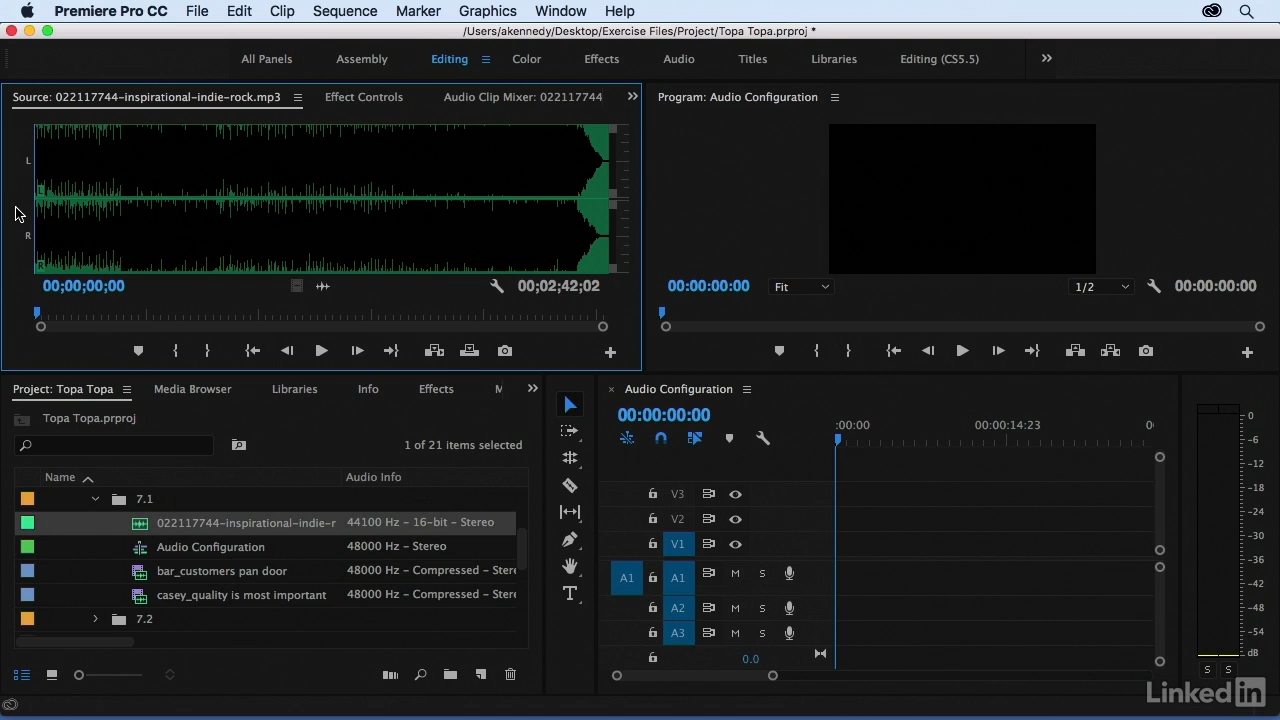 Premiere Pro CC File Edit Clip Sequence Marker Graphics Window Help
/Users/akennedy/Desktop/Exercise Files/Project/Topa Topa.prproj *
All Panels Assembly Editing Color Effects Audio Titles Libraries Editing (CS5.5)
Source: 022117744-inspirational-indie-rock.mp3 Effect Controls Audio Clip Mixer: 022117744
Program: Audio Configuration
L
R
00;00;00;00 00;02;42;02
00:00:00:00 Fit 1/2 00:00:00:00
Project: Topa Topa Media Browser Libraries Info Effects M
Topa Topa.prproj
1 of 21 items selected
Name Audio Info
7.1
022117744-inspirational-indie-r 44100 Hz - 16-bit - Stereo
Audio Configuration 48000 Hz - Stereo
bar_customers pan door 48000 Hz - Compressed - Stere
casey_quality is most important 48000 Hz - Compressed - Stere
7.2
× Audio Configuration
00:00:00:00
:00:00 00:00:14:23 00
V3
V2
V1
A1 A1 M S
A2 M S
A3 M S
0.0
0
-6
-12
-18
-24
-30
-36
-42
-48
-54
dB
S S
Linked in